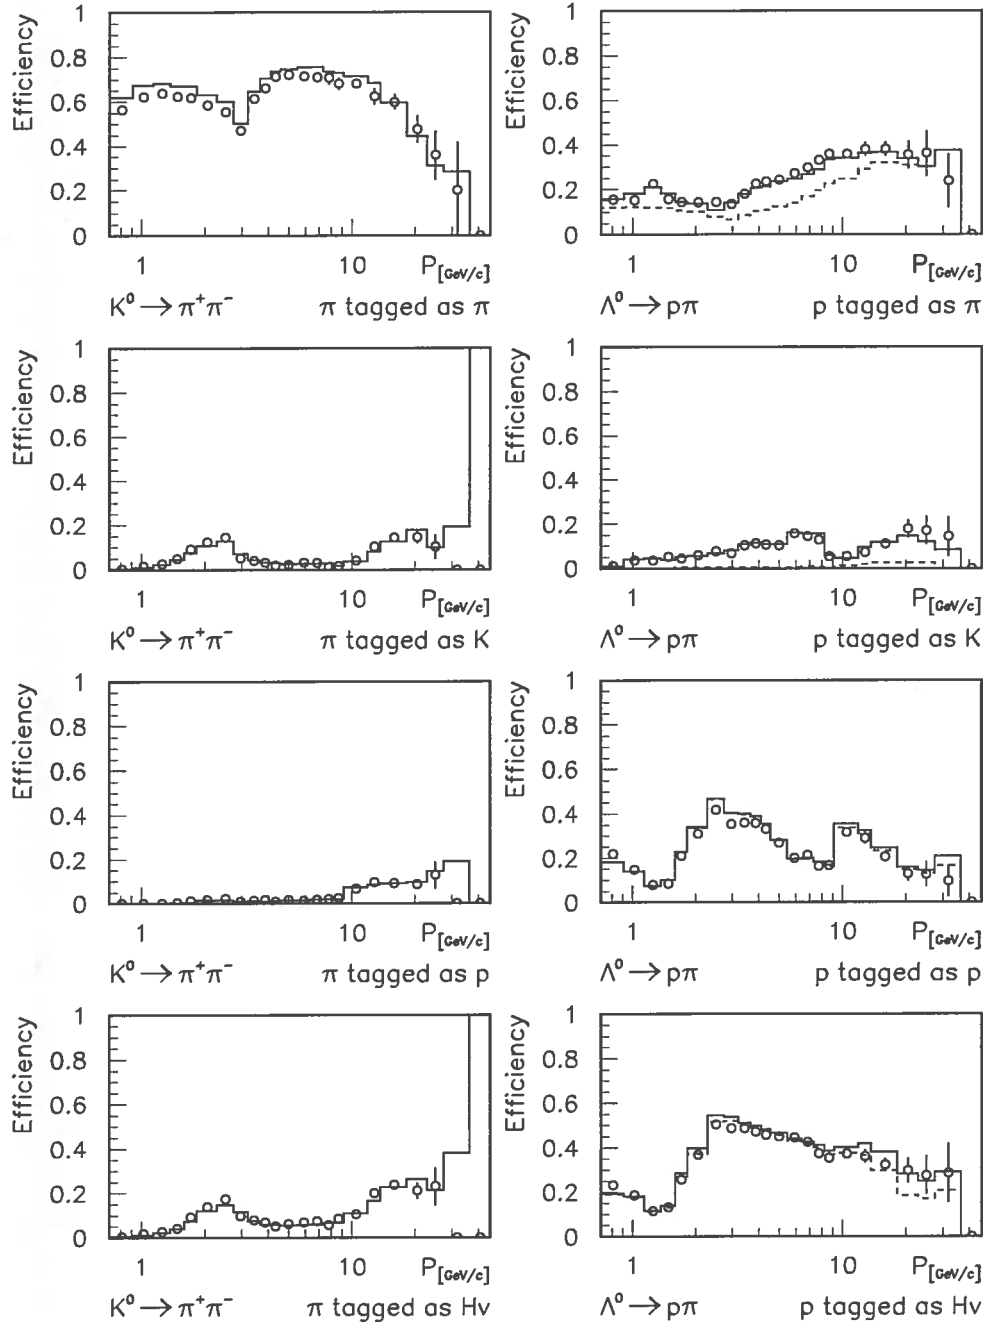 Efficiency
1
0.8
0.6
0.4
0.2
0
1 10 P[GeV/c]
K⁰ → π⁺π⁻ π tagged as π
Efficiency
1
0.8
0.6
0.4
0.2
0
1 10 P[GeV/c]
Λ⁰ → pπ p tagged as π
Efficiency
1
0.8
0.6
0.4
0.2
0
1 10 P[GeV/c]
K⁰ → π⁺π⁻ π tagged as K
Efficiency
1
0.8
0.6
0.4
0.2
0
1 10 P[GeV/c]
Λ⁰ → pπ p tagged as K
Efficiency
1
0.8
0.6
0.4
0.2
0
1 10 P[GeV/c]
K⁰ → π⁺π⁻ π tagged as p
Efficiency
1
0.8
0.6
0.4
0.2
0
1 10 P[GeV/c]
Λ⁰ → pπ p tagged as p
Efficiency
1
0.8
0.6
0.4
0.2
0
1 10 P[GeV/c]
K⁰ → π⁺π⁻ π tagged as Hv
Efficiency
1
0.8
0.6
0.4
0.2
0
1 10 P[GeV/c]
Λ⁰ → pπ p tagged as Hv